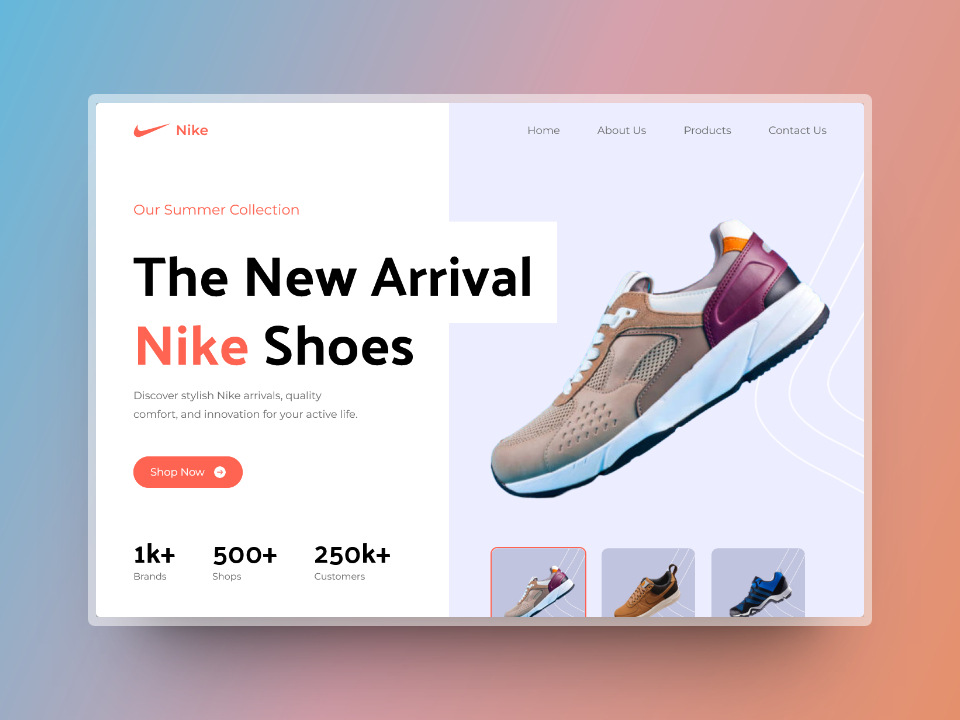 Nike
Home
About Us
Products
Contact Us
Our Summer Collection
The New Arrival
Nike Shoes
Discover stylish Nike arrivals, quality
comfort, and innovation for your active life.
Shop Now
1k+
Brands
500+
Shops
250k+
Customers